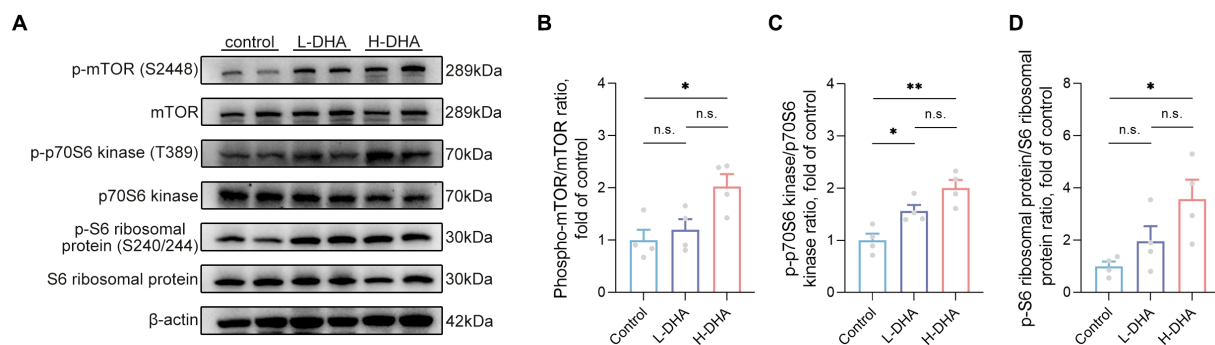 A
control L-DHA H-DHA
p-mTOR (S2448) 289kDa
mTOR 289kDa
p-p70S6 kinase (T389) 70kDa
p70S6 kinase 70kDa
p-S6 ribosomal
protein (S240/244) 30kDa
S6 ribosomal protein 30kDa
β-actin 42kDa
B
Phospho-mTOR/mTOR ratio,
fold of control
4
3
2
1
0
*
n.s.
n.s.
Control
L-DHA
H-DHA
C
p-p70S6 kinase/p70S6
kinase ratio, fold of control
4
3
2
1
0
**
n.s.
*
Control
L-DHA
H-DHA
D
p-S6 ribosomal protein/S6 ribosomal
protein ratio, fold of control
8
6
4
2
0
*
n.s.
n.s.
Control
L-DHA
H-DHA